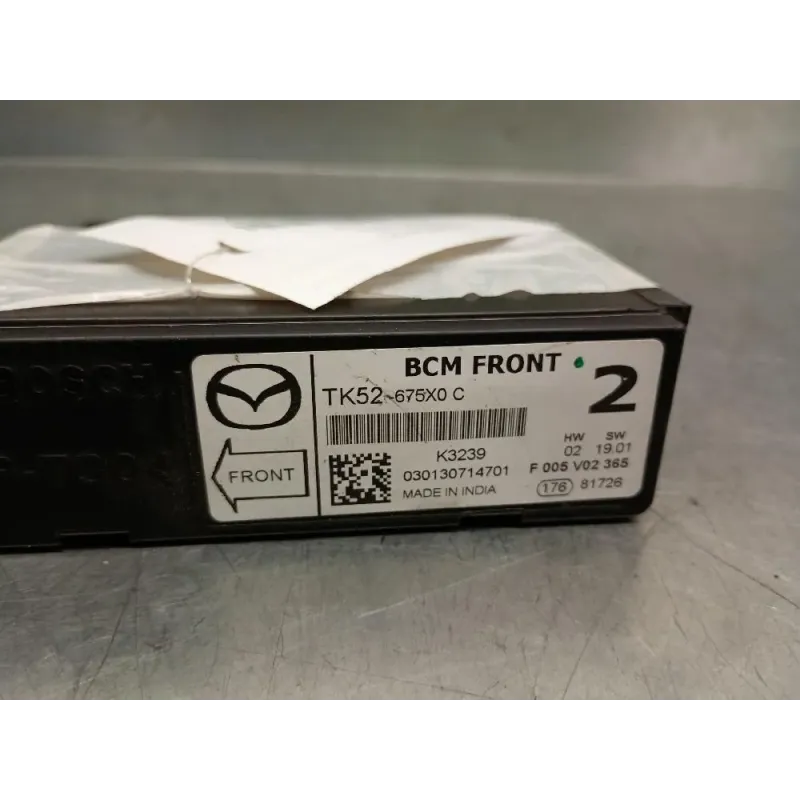 BOSCH
BCM FRONT
2
TK52-675X0 C
HW SW
02 19.01
K3239
030130714701
F 005 V02 365
MADE IN INDIA
176 81726
FRONT